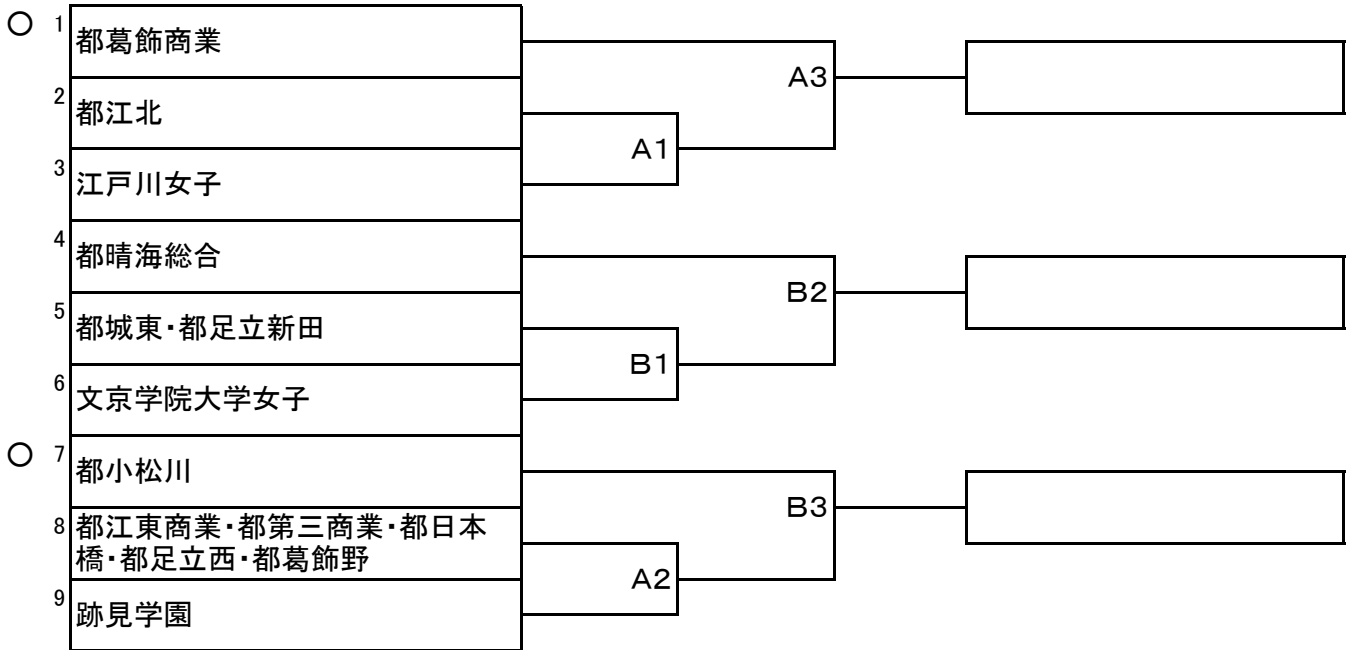 ○ 1 都葛飾商業
A3
2 都江北
A1
3 江戸川女子
4 都晴海総合
B2
5 都城東・都足立新田
B1
6 文京学院大学女子
○ 7 都小松川
B3
8 都江東商業・都第三商業・都日本
橋・都足立西・都葛飾野
A2
9 跡見学園